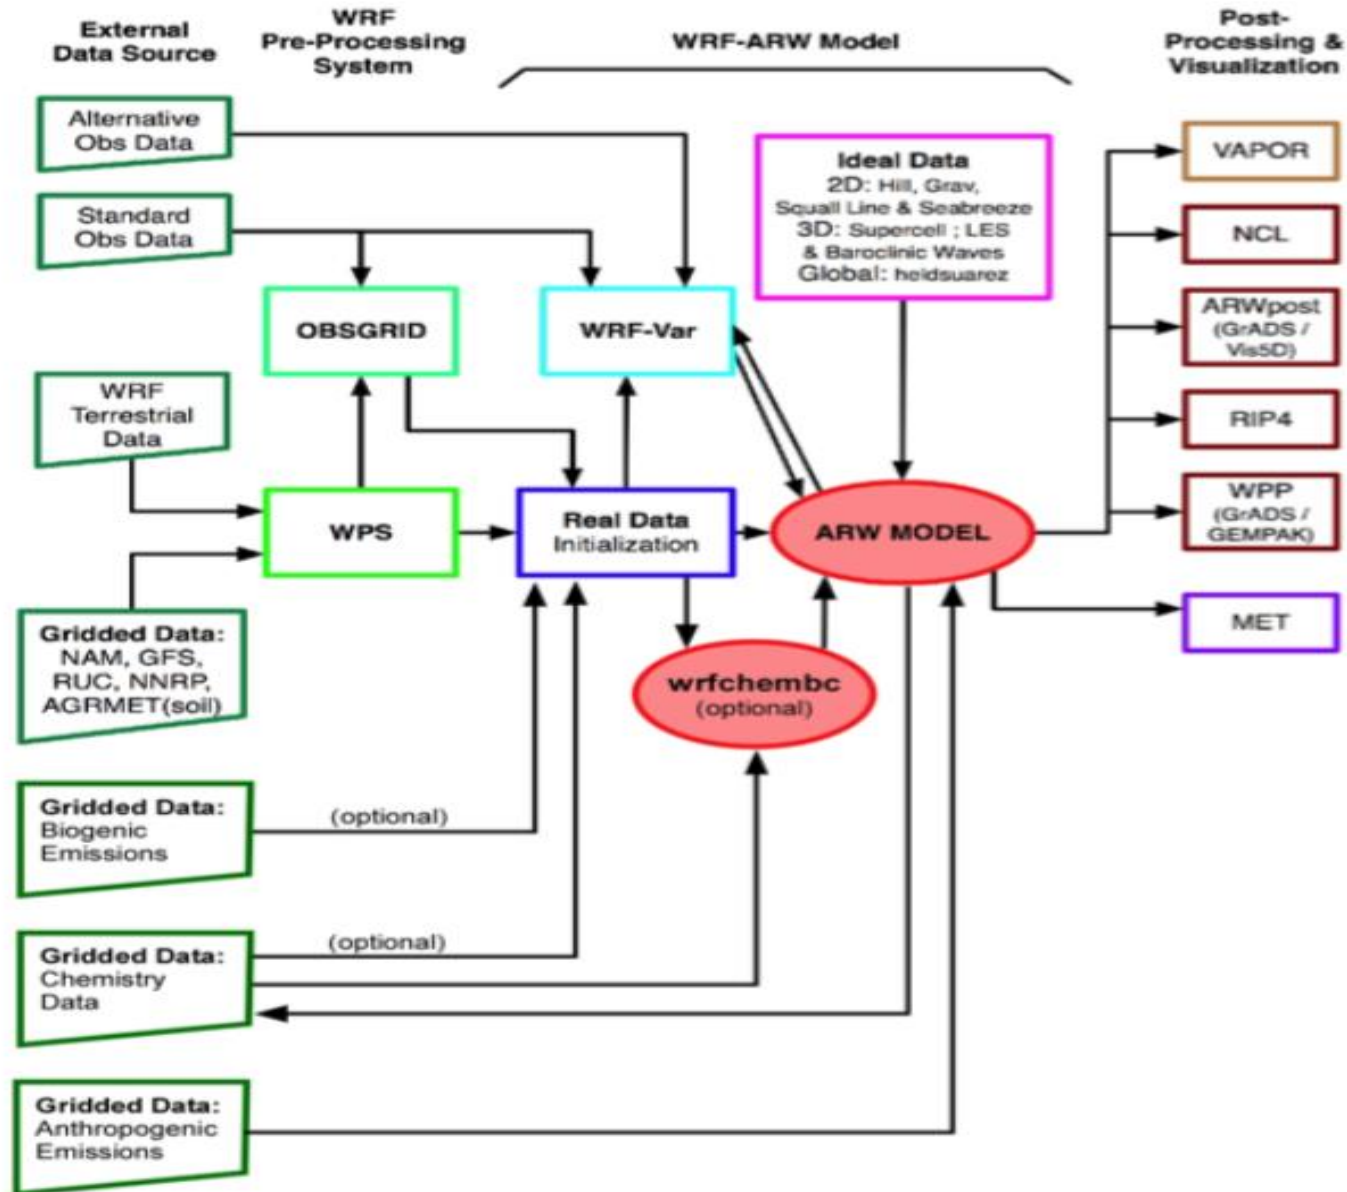 External
Data Source
WRF
Pre-Processing
System
WRF-ARW Model
Post-
Processing &
Visualization
Alternative
Obs Data
Standard
Obs Data
WRF
Terrestrial
Data
Gridded Data:
NAM, GFS,
RUC, NNRP,
AGRMET(soil)
Gridded Data:
Biogenic
Emissions
Gridded Data:
Chemistry
Data
Gridded Data:
Anthropogenic
Emissions
OBSGRID
WPS
(optional)
(optional)
WRF-Var
Real Data
Initialization
Ideal Data
2D: Hill, Grav,
Squall Line & Seabreeze
3D: Supercell ; LES
& Baroclinic Waves
Global: heldsuarez
ARW MODEL
wrfchembc
(optional)
VAPOR
NCL
ARWpost
(GrADS /
Vis5D)
RIP4
WPP
(GrADS /
GEMPAK)
MET